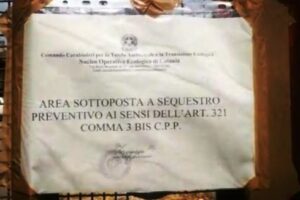 Comando Carabinieri per la Tutela Ambientale e la Transizione Ecologica
Nucleo Operativo Ecologico di Catania
AREA SOTTOPOSTA A SEQUESTRO
PREVENTIVO AI SENSI DELL'ART. 321
COMMA 3 BIS C.P.P.